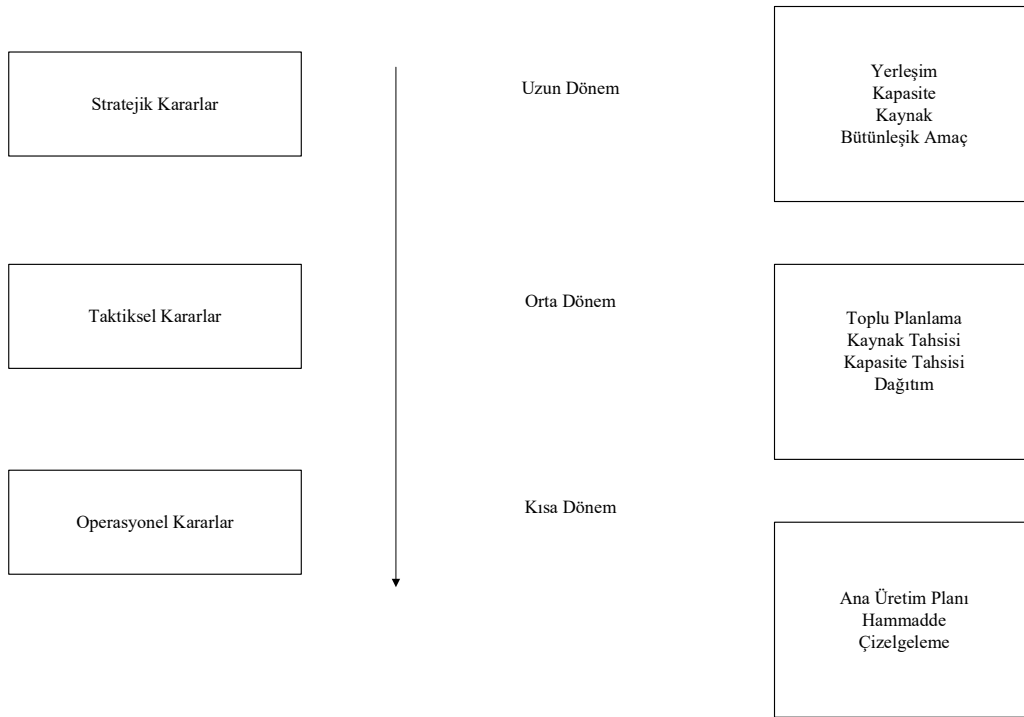 Stratejik Kararlar
Uzun Dönem
Yerleşim
Kapasite
Kaynak
Bütünleşik Amaç
Taktiksel Kararlar
Orta Dönem
Toplu Planlama
Kaynak Tahsisi
Kapasite Tahsisi
Dağıtım
Operasyonel Kararlar
Kısa Dönem
Ana Üretim Planı
Hammadde
Çizelgeleme